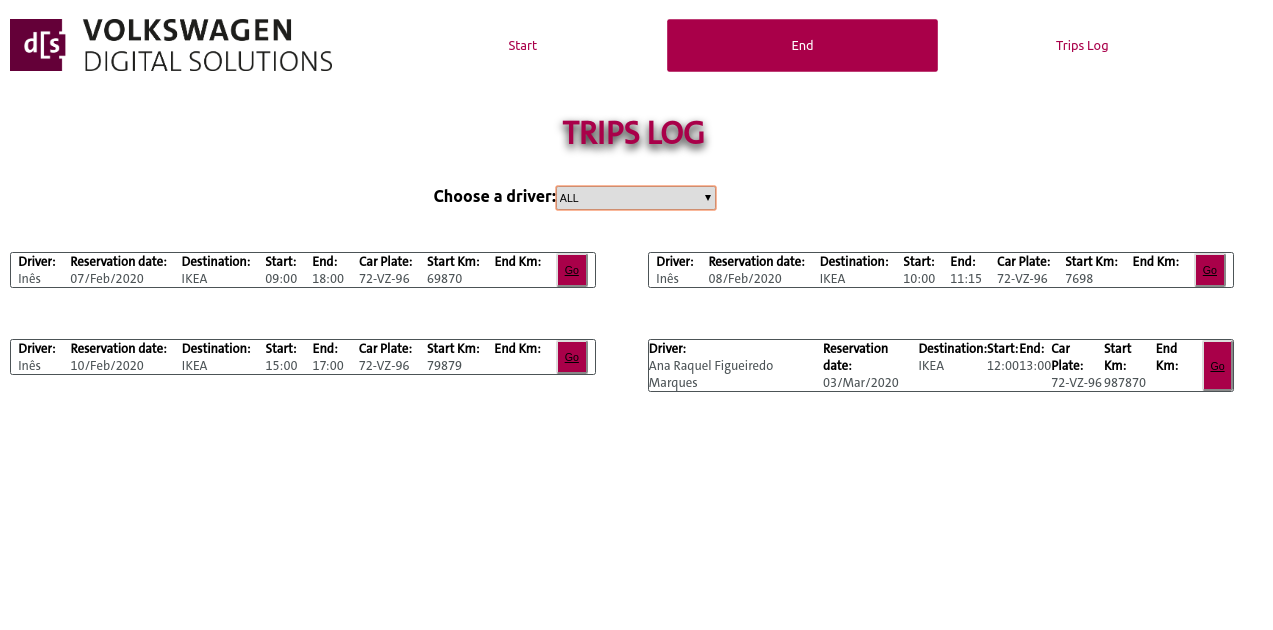 d[s
VOLKSWAGEN
DIGITAL SOLUTIONS
Start
End
Trips Log
TRIPS LOG
Choose a driver: ALL
Driver: Reservation date: Destination: Start: End: Car Plate: Start Km: End Km:
Inês 07/Feb/2020 IKEA 09:00 18:00 72-VZ-96 69870
Go
Driver: Reservation date: Destination: Start: End: Car Plate: Start Km: End Km:
Inês 08/Feb/2020 IKEA 10:00 11:15 72-VZ-96 7698
Go
Driver: Reservation date: Destination: Start: End: Car Plate: Start Km: End Km:
Inês 10/Feb/2020 IKEA 15:00 17:00 72-VZ-96 79879
Go
Driver: Reservation Destination: Start: End: Car Start End
Ana Raquel Figueiredo date: IKEA 12:00 13:00 Plate: Km: Km:
Marques 03/Mar/2020 72-VZ-96 987870
Go